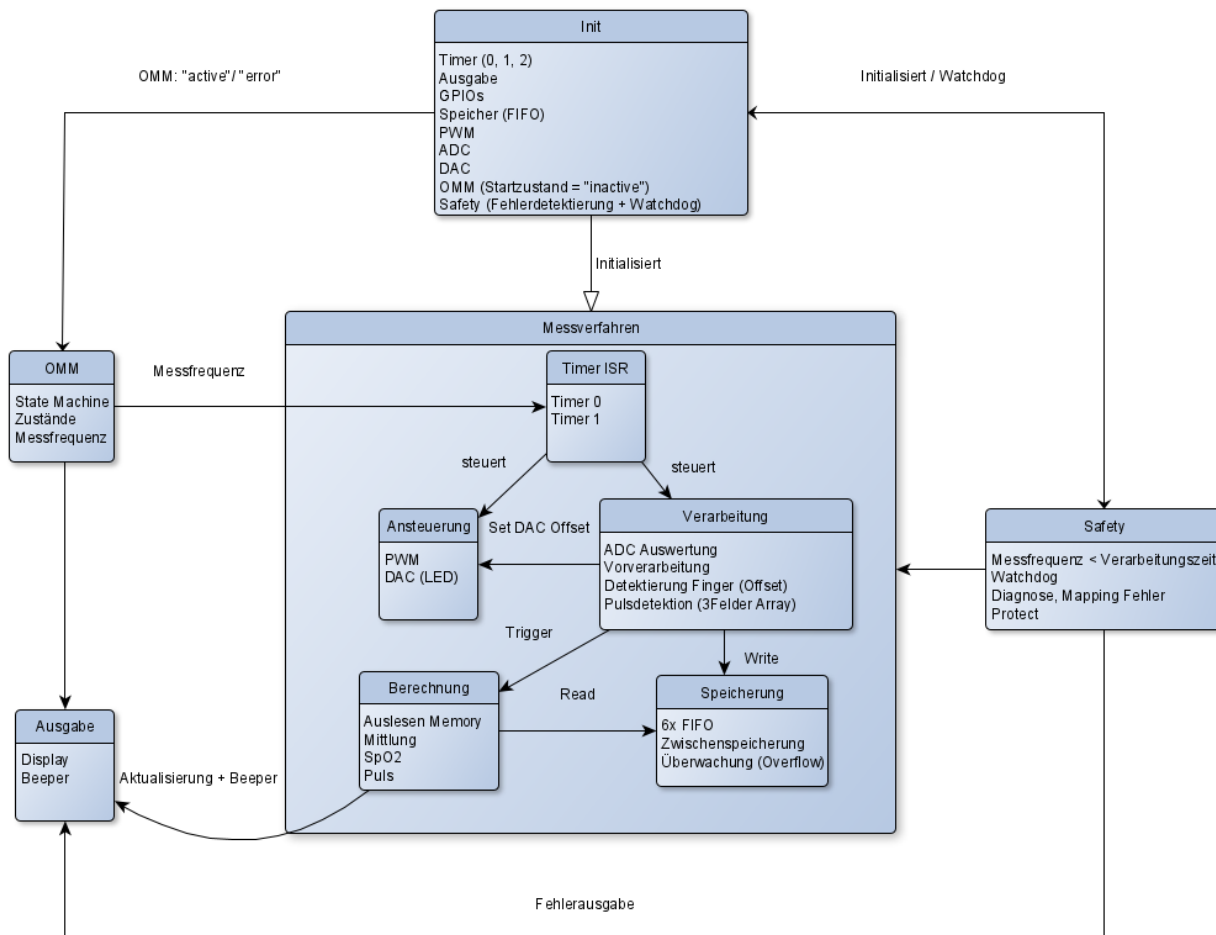 Init
Timer (0, 1, 2)
Ausgabe
GPIOs
Speicher (FIFO)
PWM
ADC
DAC
OMM (Startzustand = "inactive")
Safety (Fehlerdetektierung + Watchdog)
OMM: "active"/ "error"
Initialisiert / Watchdog
Initialisiert
Messverfahren
OMM
State Machine
Zustände
Messfrequenz
Messfrequenz
Timer ISR
Timer 0
Timer 1
steuert
steuert
Ansteuerung
PWM
DAC (LED)
Set DAC Offset
Verarbeitung
ADC Auswertung
Vorverarbeitung
Detektierung Finger (Offset)
Pulsdetektion (3Felder Array)
Safety
Messfrequenz < Verarbeitungszeit
Watchdog
Diagnose, Mapping Fehler
Protect
Trigger
Write
Berechnung
Auslesen Memory
Mittlung
SpO2
Puls
Read
Speicherung
6x FIFO
Zwischenspeicherung
Überwachung (Overflow)
Ausgabe
Display
Beeper
Aktualisierung + Beeper
Fehlerausgabe